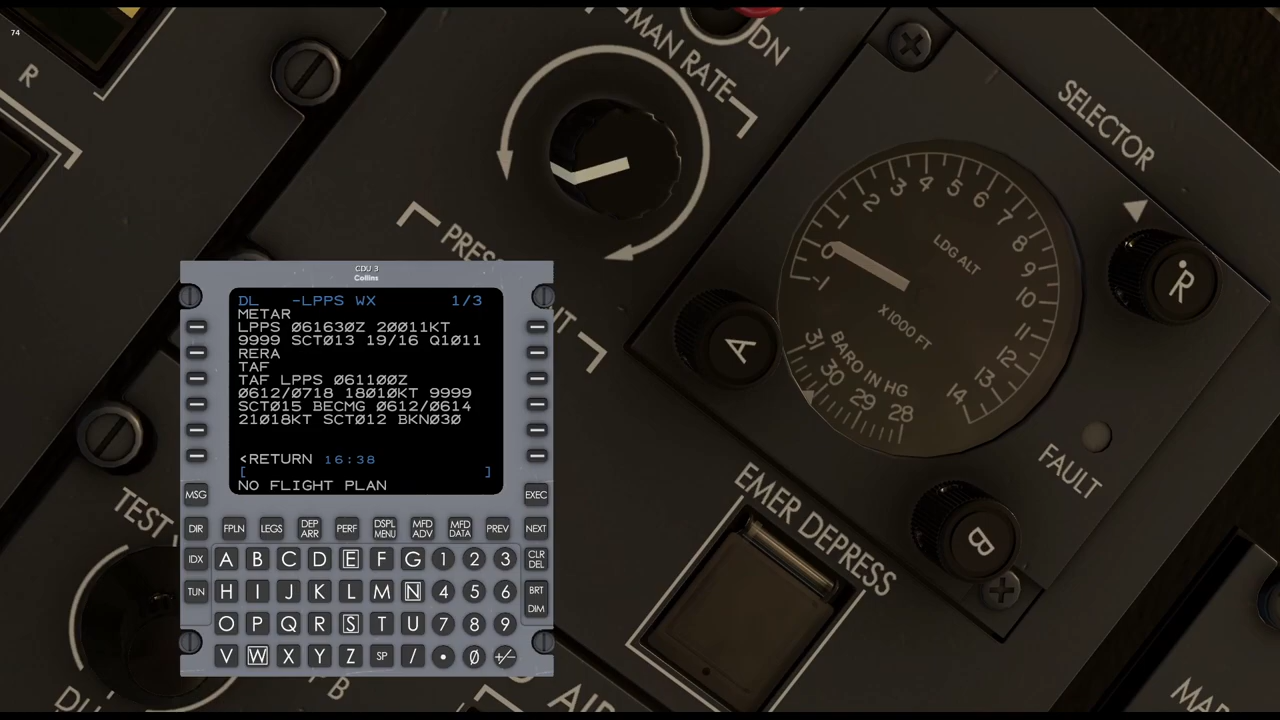 74
R
MAN RATE
DN
SELECTOR
1
2
3
4
5
6
7
8
9
10
11
12
13
14
0
-1
LDG ALT
X1000 FT
BARO IN HG
31
30
29
28
A
R
B
FAULT
EMER DEPRESS
TEST
CDU 3
Collins
DL -LPPS WX 1/3
METAR
LPPS Ø6163ØZ 2ØØ11KT
9999 SCTØ13 19/16 Q1Ø11
RERA
TAF
TAF LPPS Ø611ØØZ
Ø612/Ø718 18Ø1ØKT 9999
SCTØ15 BECMG Ø612/Ø614
21Ø18KT SCTØ12 BKNØ3Ø
<RETURN 16:38
[ ]
NO FLIGHT PLAN
MSG EXEC
DIR FPLN LEGS DEP ARR PERF DSPL MENU MFD ADV MFD DATA PREV NEXT
IDX A B C D E F G 1 2 3 CLR DEL
TUN H I J K L M N 4 5 6 BRT DIM
O P Q R S T U 7 8 9
V W X Y Z SP / • Ø +/−
B